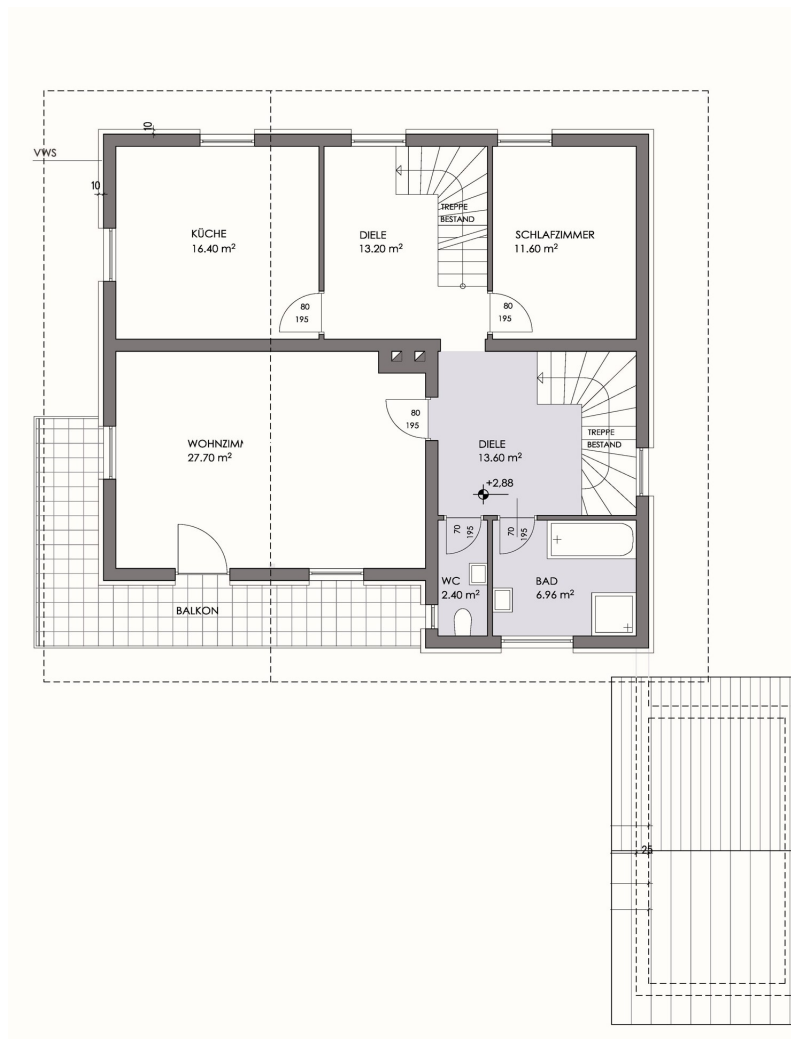 10
VWS
10
KÜCHE
16.40 m²
DIELE
13.20 m²
TREPPE
BESTAND
SCHLAFZIMMER
11.60 m²
80
195
80
195
80
195
WOHNZIM
27.70 m²
DIELE
13.60 m²
TREPPE
BESTAND
+2,88
70
195
70
195
WC
2.40 m²
BAD
6.96 m²
BALKON
25